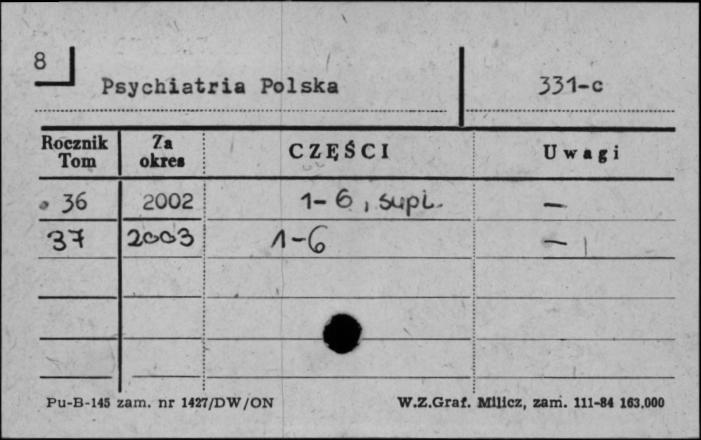 8
Psychiatria Polska 331-c
Rocznik Tom Za okres CZĘŚCI Uwagi
36 2002 1-6, supl. —
37 2003 1-6 —
Pu-B-145 zam. nr 1427/DW/ON W.Z.Graf. Milicz, zam. 111-84 163.000